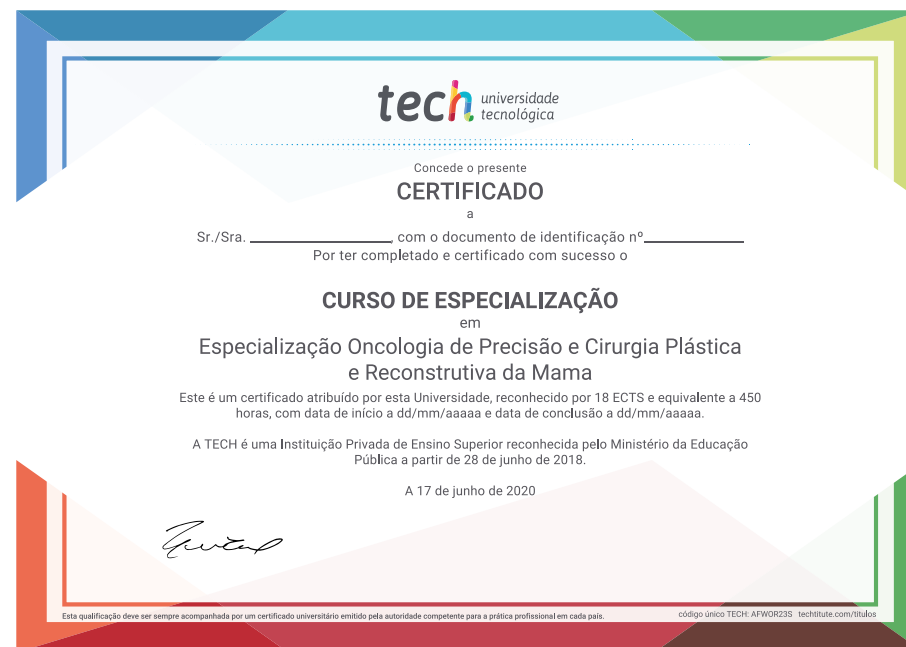 tech universidade
tecnológica
Concede o presente
CERTIFICADO
a
Sr./Sra. , com o documento de identificação nº
Por ter completado e certificado com sucesso o
CURSO DE ESPECIALIZAÇÃO
em
Especialização Oncologia de Precisão e Cirurgia Plástica
e Reconstrutiva da Mama
Este é um certificado atribuído por esta Universidade, reconhecido por 18 ECTS e equivalente a 450
horas, com data de início a dd/mm/aaaaa e data de conclusão a dd/mm/aaaaa.
A TECH é uma Instituição Privada de Ensino Superior reconhecida pelo Ministério da Educação
Pública a partir de 28 de junho de 2018.
A 17 de junho de 2020
Esta qualificação deve ser sempre acompanhada por um certificado universitário emitido pela autoridade competente para a prática profissional em cada país.
código único TECH: AFWOR23S techtitute.com/titulos